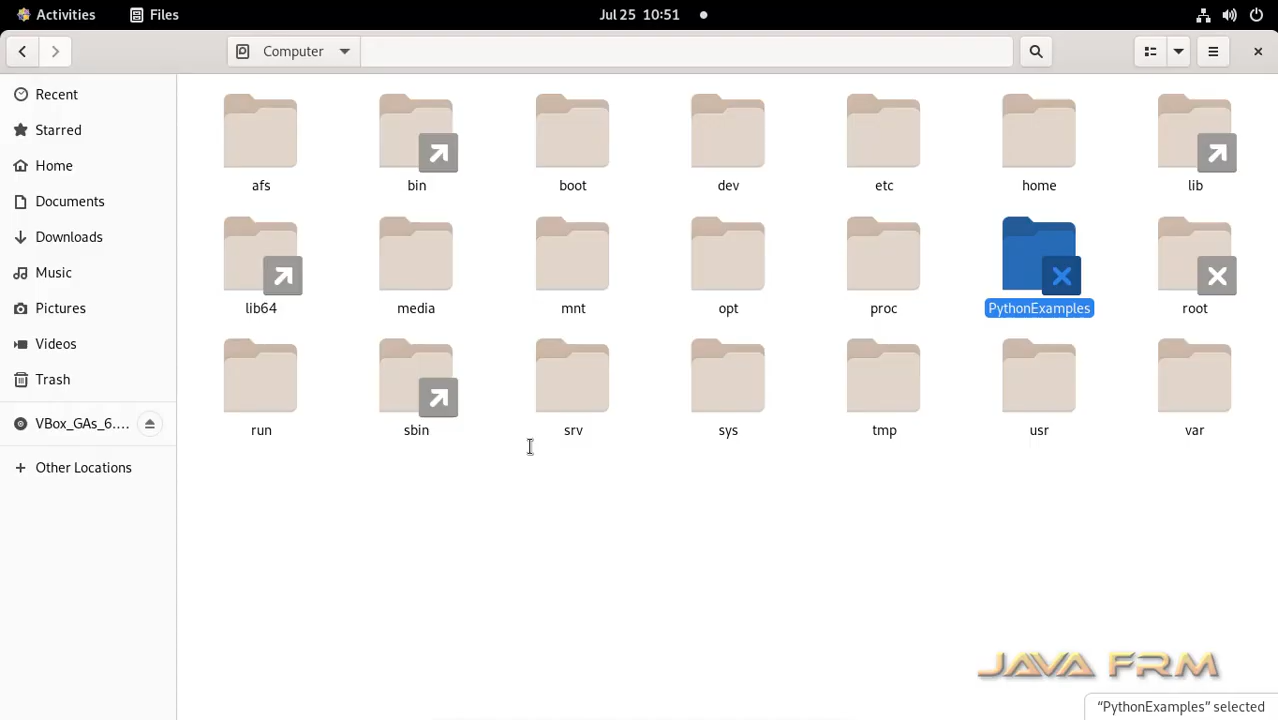 Activities Files Jul 25 10:51
Computer
Recent
Starred
Home
Documents
Downloads
Music
Pictures
Videos
Trash
VBox_GAs_6....
Other Locations
afs bin boot dev etc home lib
lib64 media mnt opt proc PythonExamples root
run sbin srv sys tmp usr var
JAVA FRM
“PythonExamples” selected